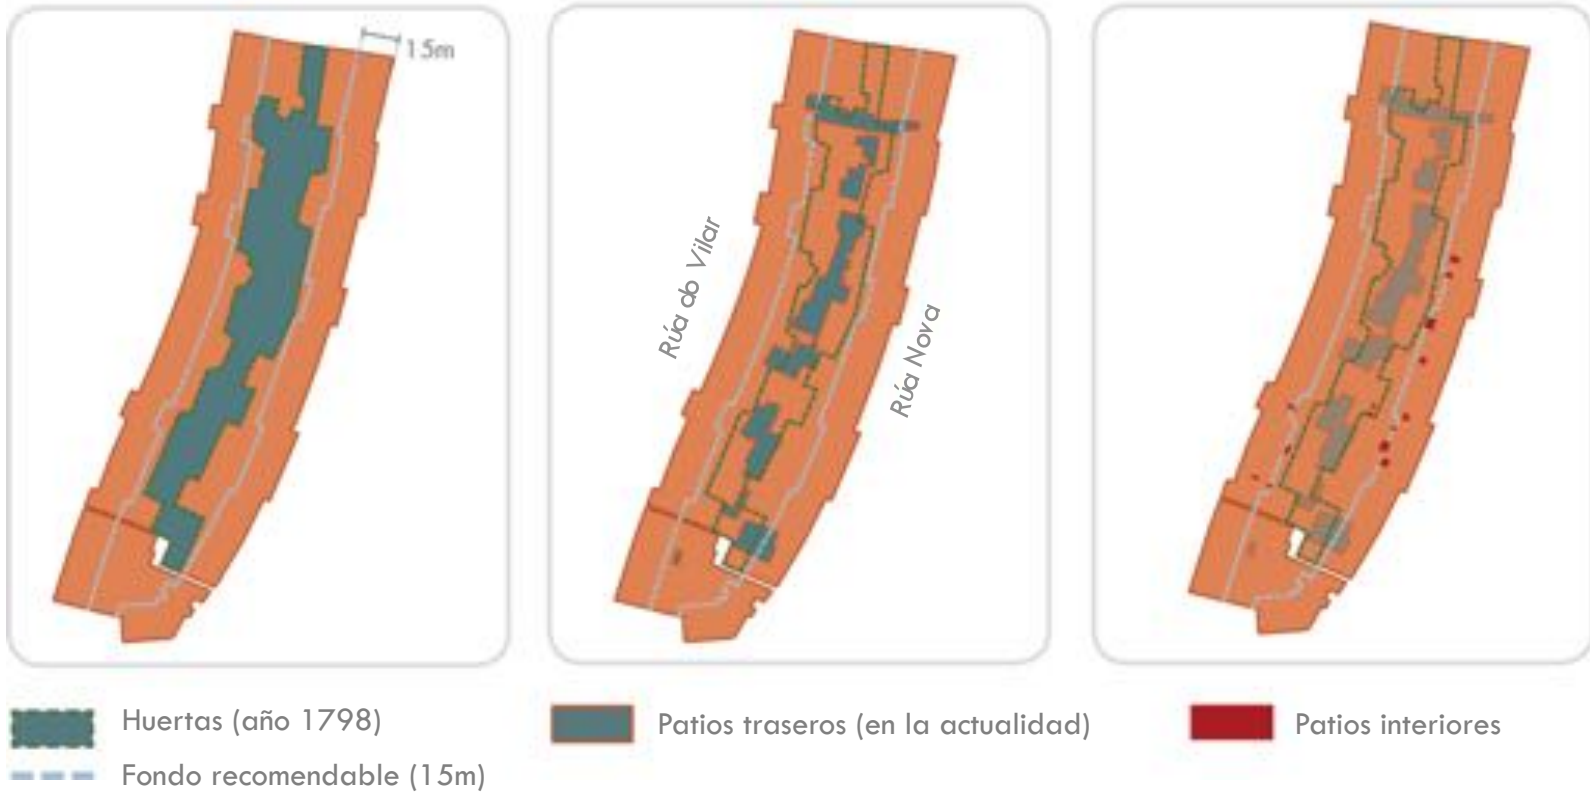 15m
Rúa do Vilar
Rúa Nova
Huertas (año 1798)
Patios traseros (en la actualidad)
Patios interiores
Fondo recomendable (15m)